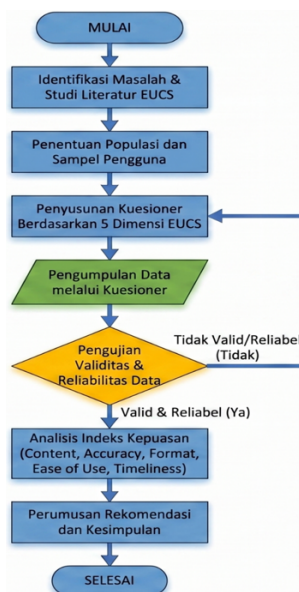 MULAI
Identifikasi Masalah &
Studi Literatur EUCS
Penentuan Populasi dan
Sampel Pengguna
Penyusunan Kuesioner
Berdasarkan 5 Dimensi EUCS
Pengumpulan Data
melalui Kuesioner
Pengujian
Validitas &
Reliabilitas Data
Tidak Valid/Reliabel
(Tidak)
Valid & Reliabel (Ya)
Analisis Indeks Kepuasan
(Content, Accuracy, Format,
Ease of Use, Timeliness)
Perumusan Rekomendasi
dan Kesimpulan
SELESAI